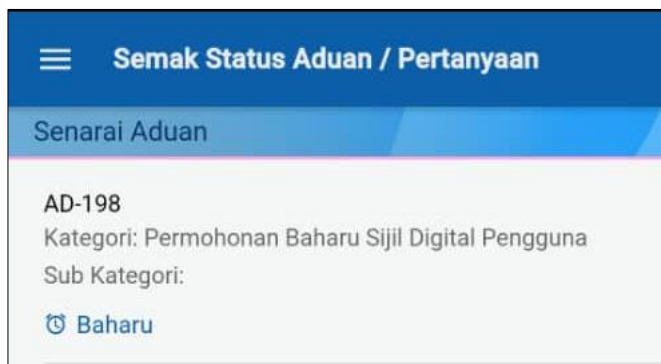 Semak Status Aduan / Pertanyaan
Senarai Aduan
AD-198
Kategori: Permohonan Baharu Sijil Digital Pengguna
Sub Kategori:
Baharu